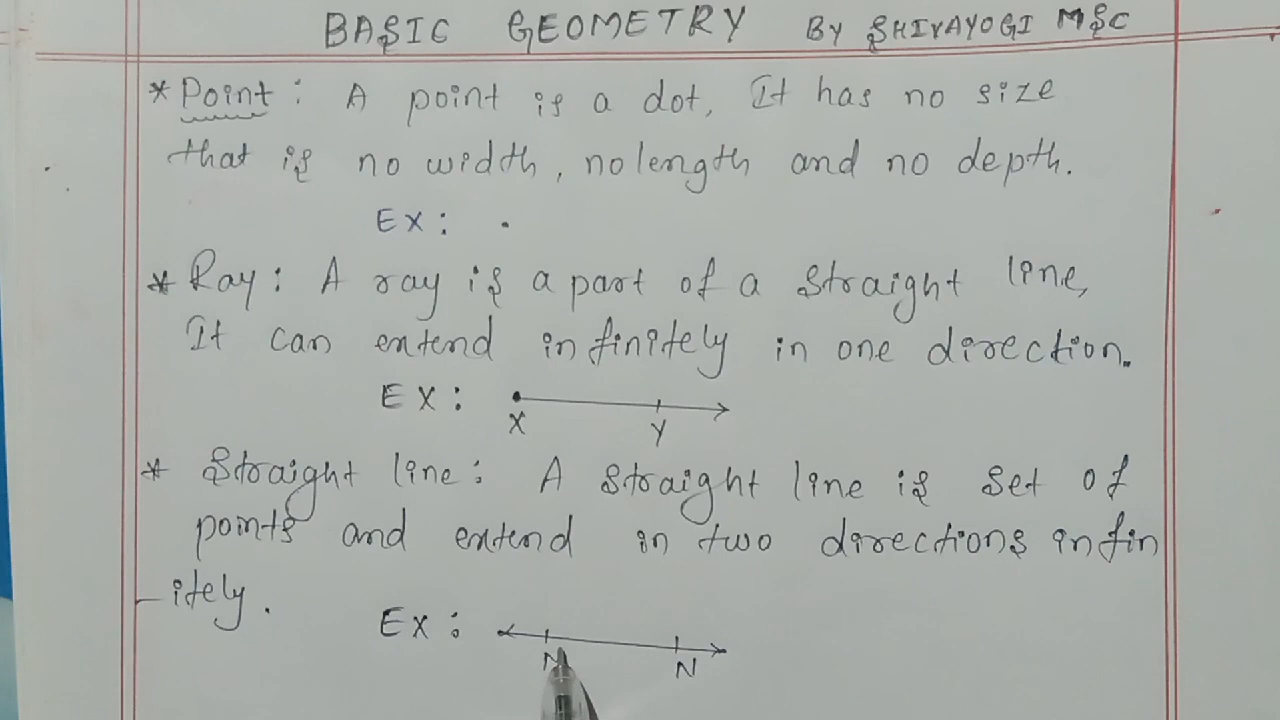 BASIC GEOMETRY BY SHIVAYOGI MSC
* Point: A point is a dot, It has no size
that is no width, no length and no depth.
EX: .
* Ray: A ray is a part of a straight line,
It can extend infinitely in one direction.
EX:
X Y
* Straight line: A straight line is set of
points and extend in two directions infin
-itely.
EX:
N